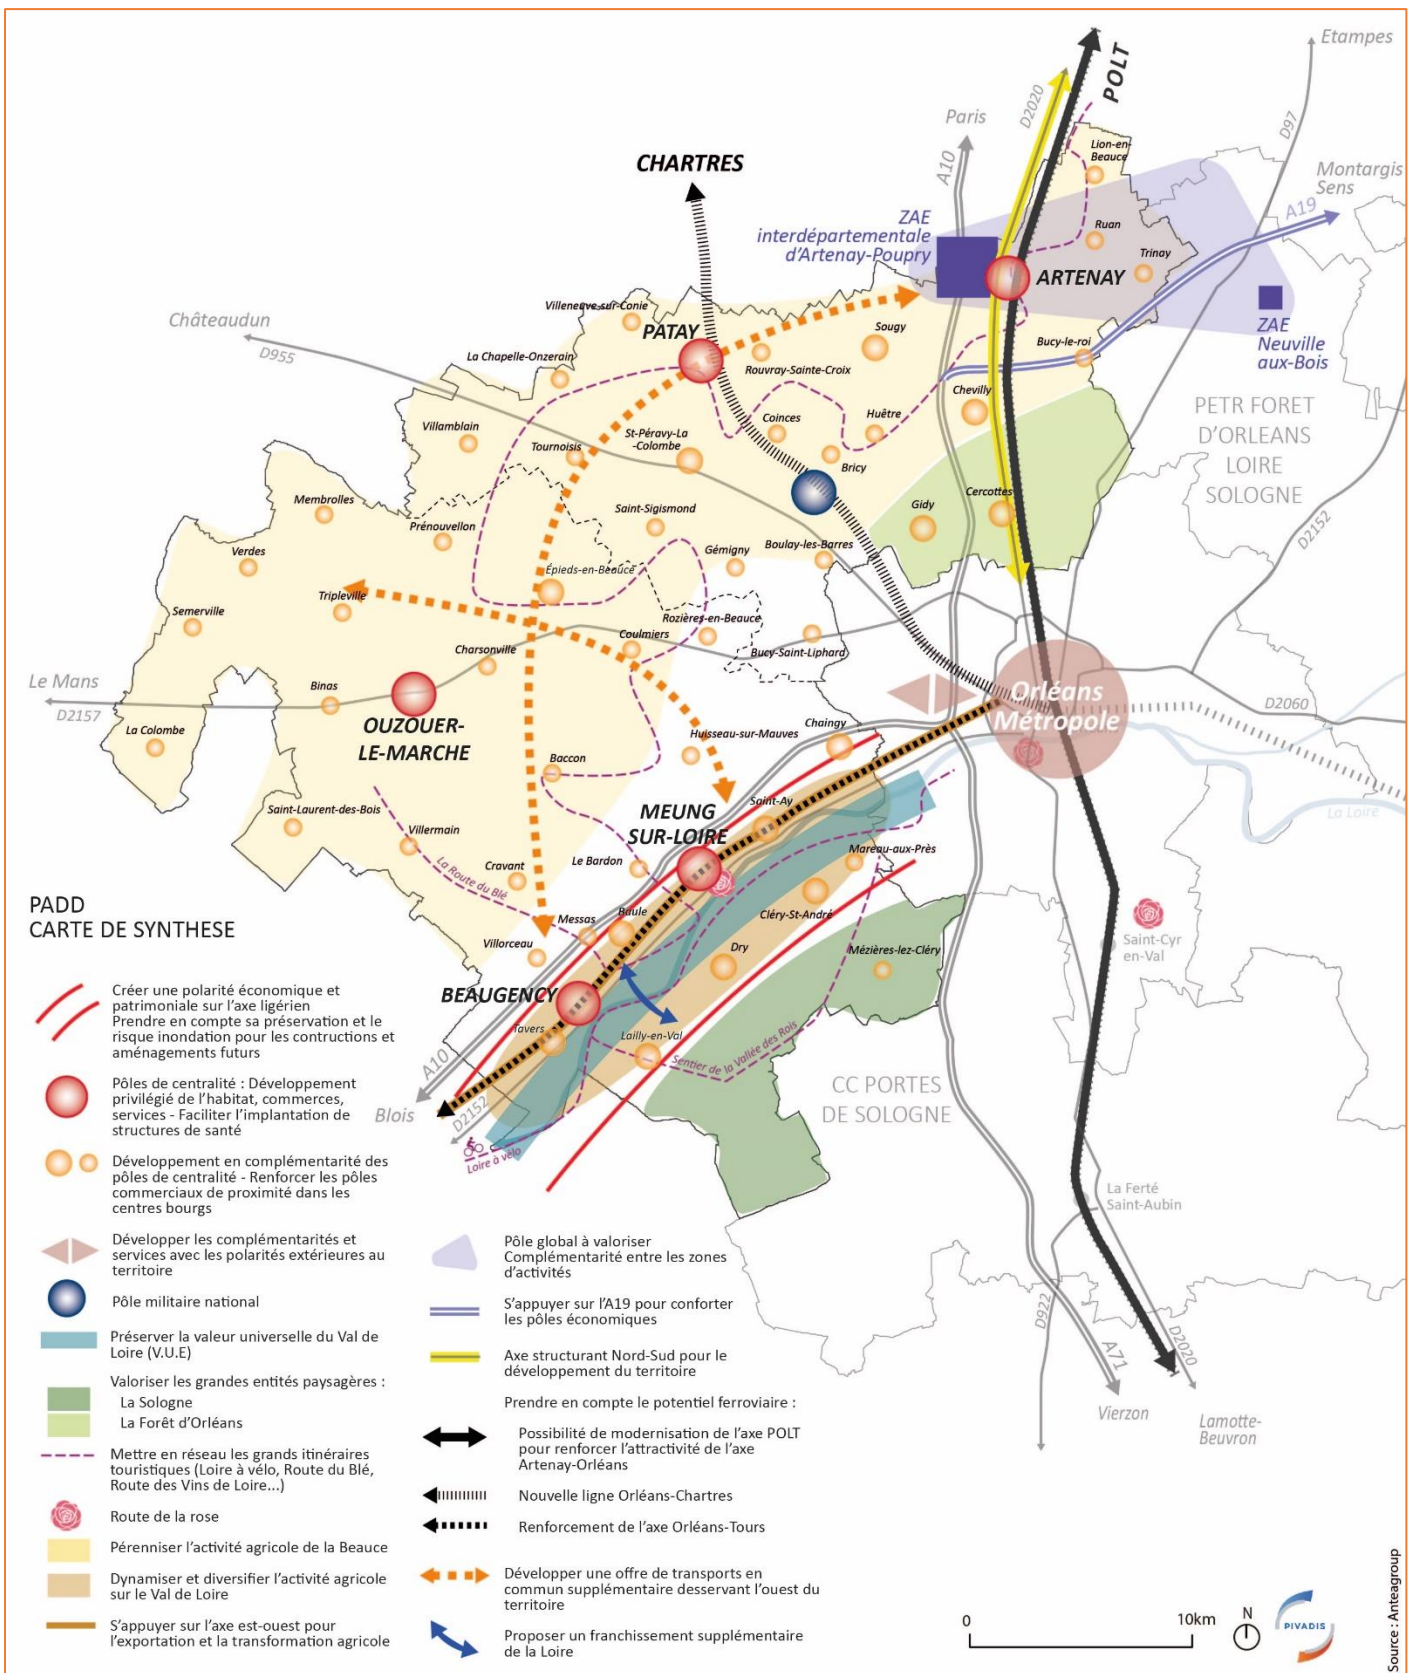 Etampes
POLT
D2020
Paris
A10
D97
Lion-en-
Beauce
CHARTRES
Montargis
Sens
A19
ZAE
interdépartementale
d'Artenay-Poupry
Ruan
Trinay
ARTENAY
Villeneuve-sur-Conie
Châteaudun
D955
PATAY
Sougy
Bucy-le-roi
ZAE
Neuville
aux-Bois
La Chapelle-Onzerain
Rouvray-Sainte-Croix
Chevilly
PETR FORET
D'ORLEANS
LOIRE
SOLOGNE
Villamblain
Tournoisis
St-Péravy-La
-Colombe
Coinces
Huêtre
Bricy
Membrolles
Prénouvellon
Saint-Sigismond
Gidy
Cercottes
D2152
Verdes
Gémigny
Boulay-les-Barres
Épieds-en-Beauce
Tripleville
Semerville
Rozières-en-Beauce
Coulmiers
Bucy-Saint-Liphard
Charsonville
Le Mans
D2157
Binas
Orléans
Métropole
D2060
La Colombe
OUZOUER-
LE-MARCHE
Chaingy
Huisseau-sur-Mauves
Baccon
Saint-Laurent-des-Bois
Villermain
MEUNG
SUR-LOIRE
Saint-Ay
La Loire
La Route du Blé
Cravant
Le Bardon
Mareau-aux-Près
Messas
Baule
Cléry-St-André
Villorceau
Dry
Mézières-lez-Cléry
Saint-Cyr
en-Val
BEAUGENCY
Tavers
Lailly-en-Val
Sentier de la Vallée des Rois
A10
Blois
D2152
Loire à vélo
CC PORTES
DE SOLOGNE
La Ferté
Saint-Aubin
D922
A71
D2020
Vierzon
Lamotte-
Beuvron
PADD
CARTE DE SYNTHESE
Créer une polarité économique et
patrimoniale sur l'axe ligérien
Prendre en compte sa préservation et le
risque inondation pour les contructions et
aménagements futurs
Pôles de centralité : Développement
privilégié de l'habitat, commerces,
services - Faciliter l'implantation de
structures de santé
Développement en complémentarité des
pôles de centralité - Renforcer les pôles
commerciaux de proximité dans les
centres bourgs
Développer les complémentarités et
services avec les polarités extérieures au
territoire
Pôle militaire national
Préserver la valeur universelle du Val de
Loire (V.U.E)
Valoriser les grandes entités paysagères :
La Sologne
La Forêt d'Orléans
Mettre en réseau les grands itinéraires
touristiques (Loire à vélo, Route du Blé,
Route des Vins de Loire...)
Route de la rose
Pérenniser l'activité agricole de la Beauce
Dynamiser et diversifier l'activité agricole
sur le Val de Loire
S'appuyer sur l'axe est-ouest pour
l'exportation et la transformation agricole
Pôle global à valoriser
Complémentarité entre les zones
d'activités
S'appuyer sur l'A19 pour conforter
les pôles économiques
Axe structurant Nord-Sud pour le
développement du territoire
Prendre en compte le potentiel ferroviaire :
Possibilité de modernisation de l'axe POLT
pour renforcer l'attractivité de l'axe
Artenay-Orléans
Nouvelle ligne Orléans-Chartres
Renforcement de l'axe Orléans-Tours
Développer une offre de transports en
commun supplémentaire desservant l'ouest du
territoire
Proposer un franchissement supplémentaire
de la Loire
0
10km
N
PIVADIS
Source : Anteagroup